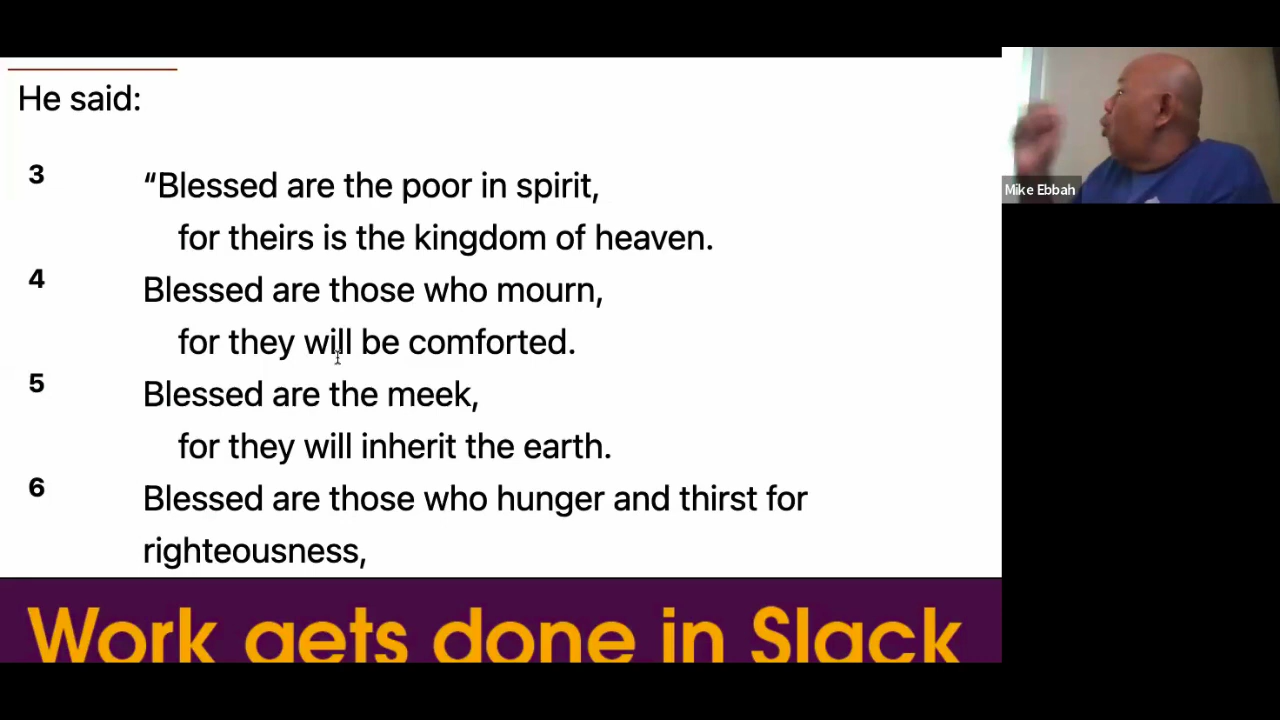 He said:
3 “Blessed are the poor in spirit,
for theirs is the kingdom of heaven.
4 Blessed are those who mourn,
for they will be comforted.
5 Blessed are the meek,
for they will inherit the earth.
6 Blessed are those who hunger and thirst for
righteousness,
Work gets done in Slack
Mike Ebbah